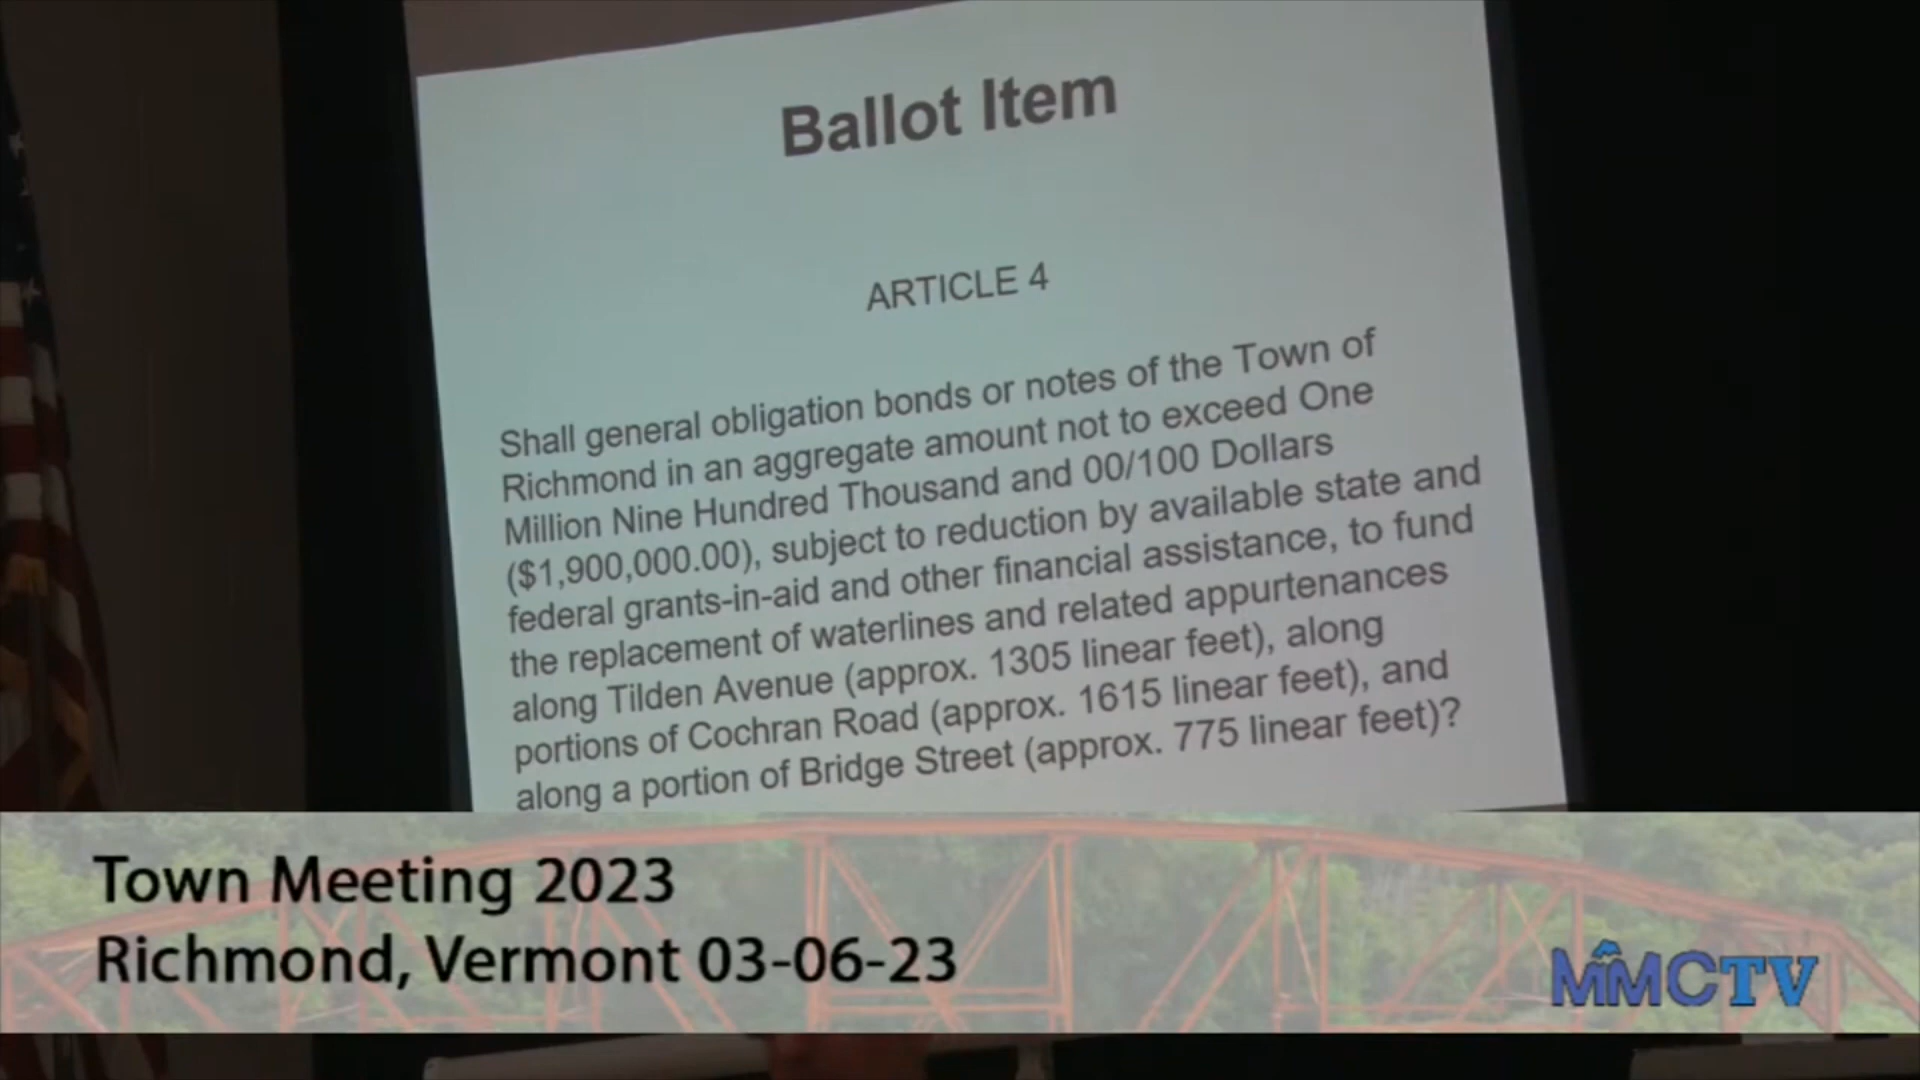 Ballot Item
ARTICLE 4
Shall general obligation bonds or notes of the Town of
Richmond in an aggregate amount not to exceed One
Million Nine Hundred Thousand and 00/100 Dollars
($1,900,000.00), subject to reduction by available state and
federal grants-in-aid and other financial assistance, to fund
the replacement of waterlines and related appurtenances
along Tilden Avenue (approx. 1305 linear feet), along
portions of Cochran Road (approx. 1615 linear feet), and
along a portion of Bridge Street (approx. 775 linear feet)?
Town Meeting 2023
Richmond, Vermont 03-06-23
MMCTV